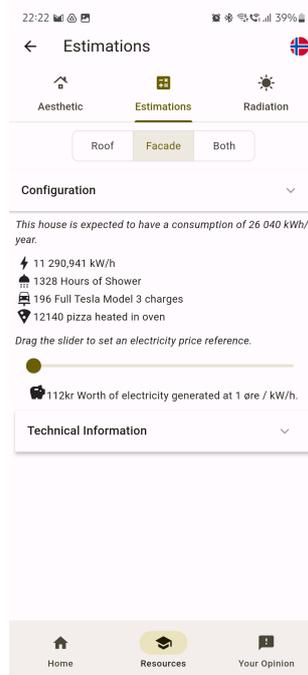 22:22 39%
Estimations
Aesthetic Estimations Radiation
Roof Facade Both
Configuration
This house is expected to have a consumption of 26 040 kWh/
year.
11 290,941 kW/h
1328 Hours of Shower
196 Full Tesla Model 3 charges
12140 pizza heated in oven
Drag the slider to set an electricity price reference.
112kr Worth of electricity generated at 1 øre / kW/h.
Technical Information
Home Resources Your Opinion